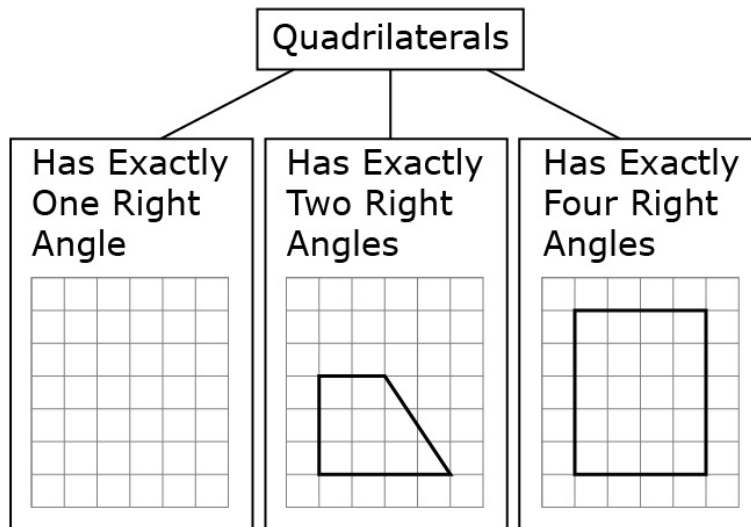 Quadrilaterals
Has Exactly
One Right
Angle
Has Exactly
Two Right
Angles
Has Exactly
Four Right
Angles